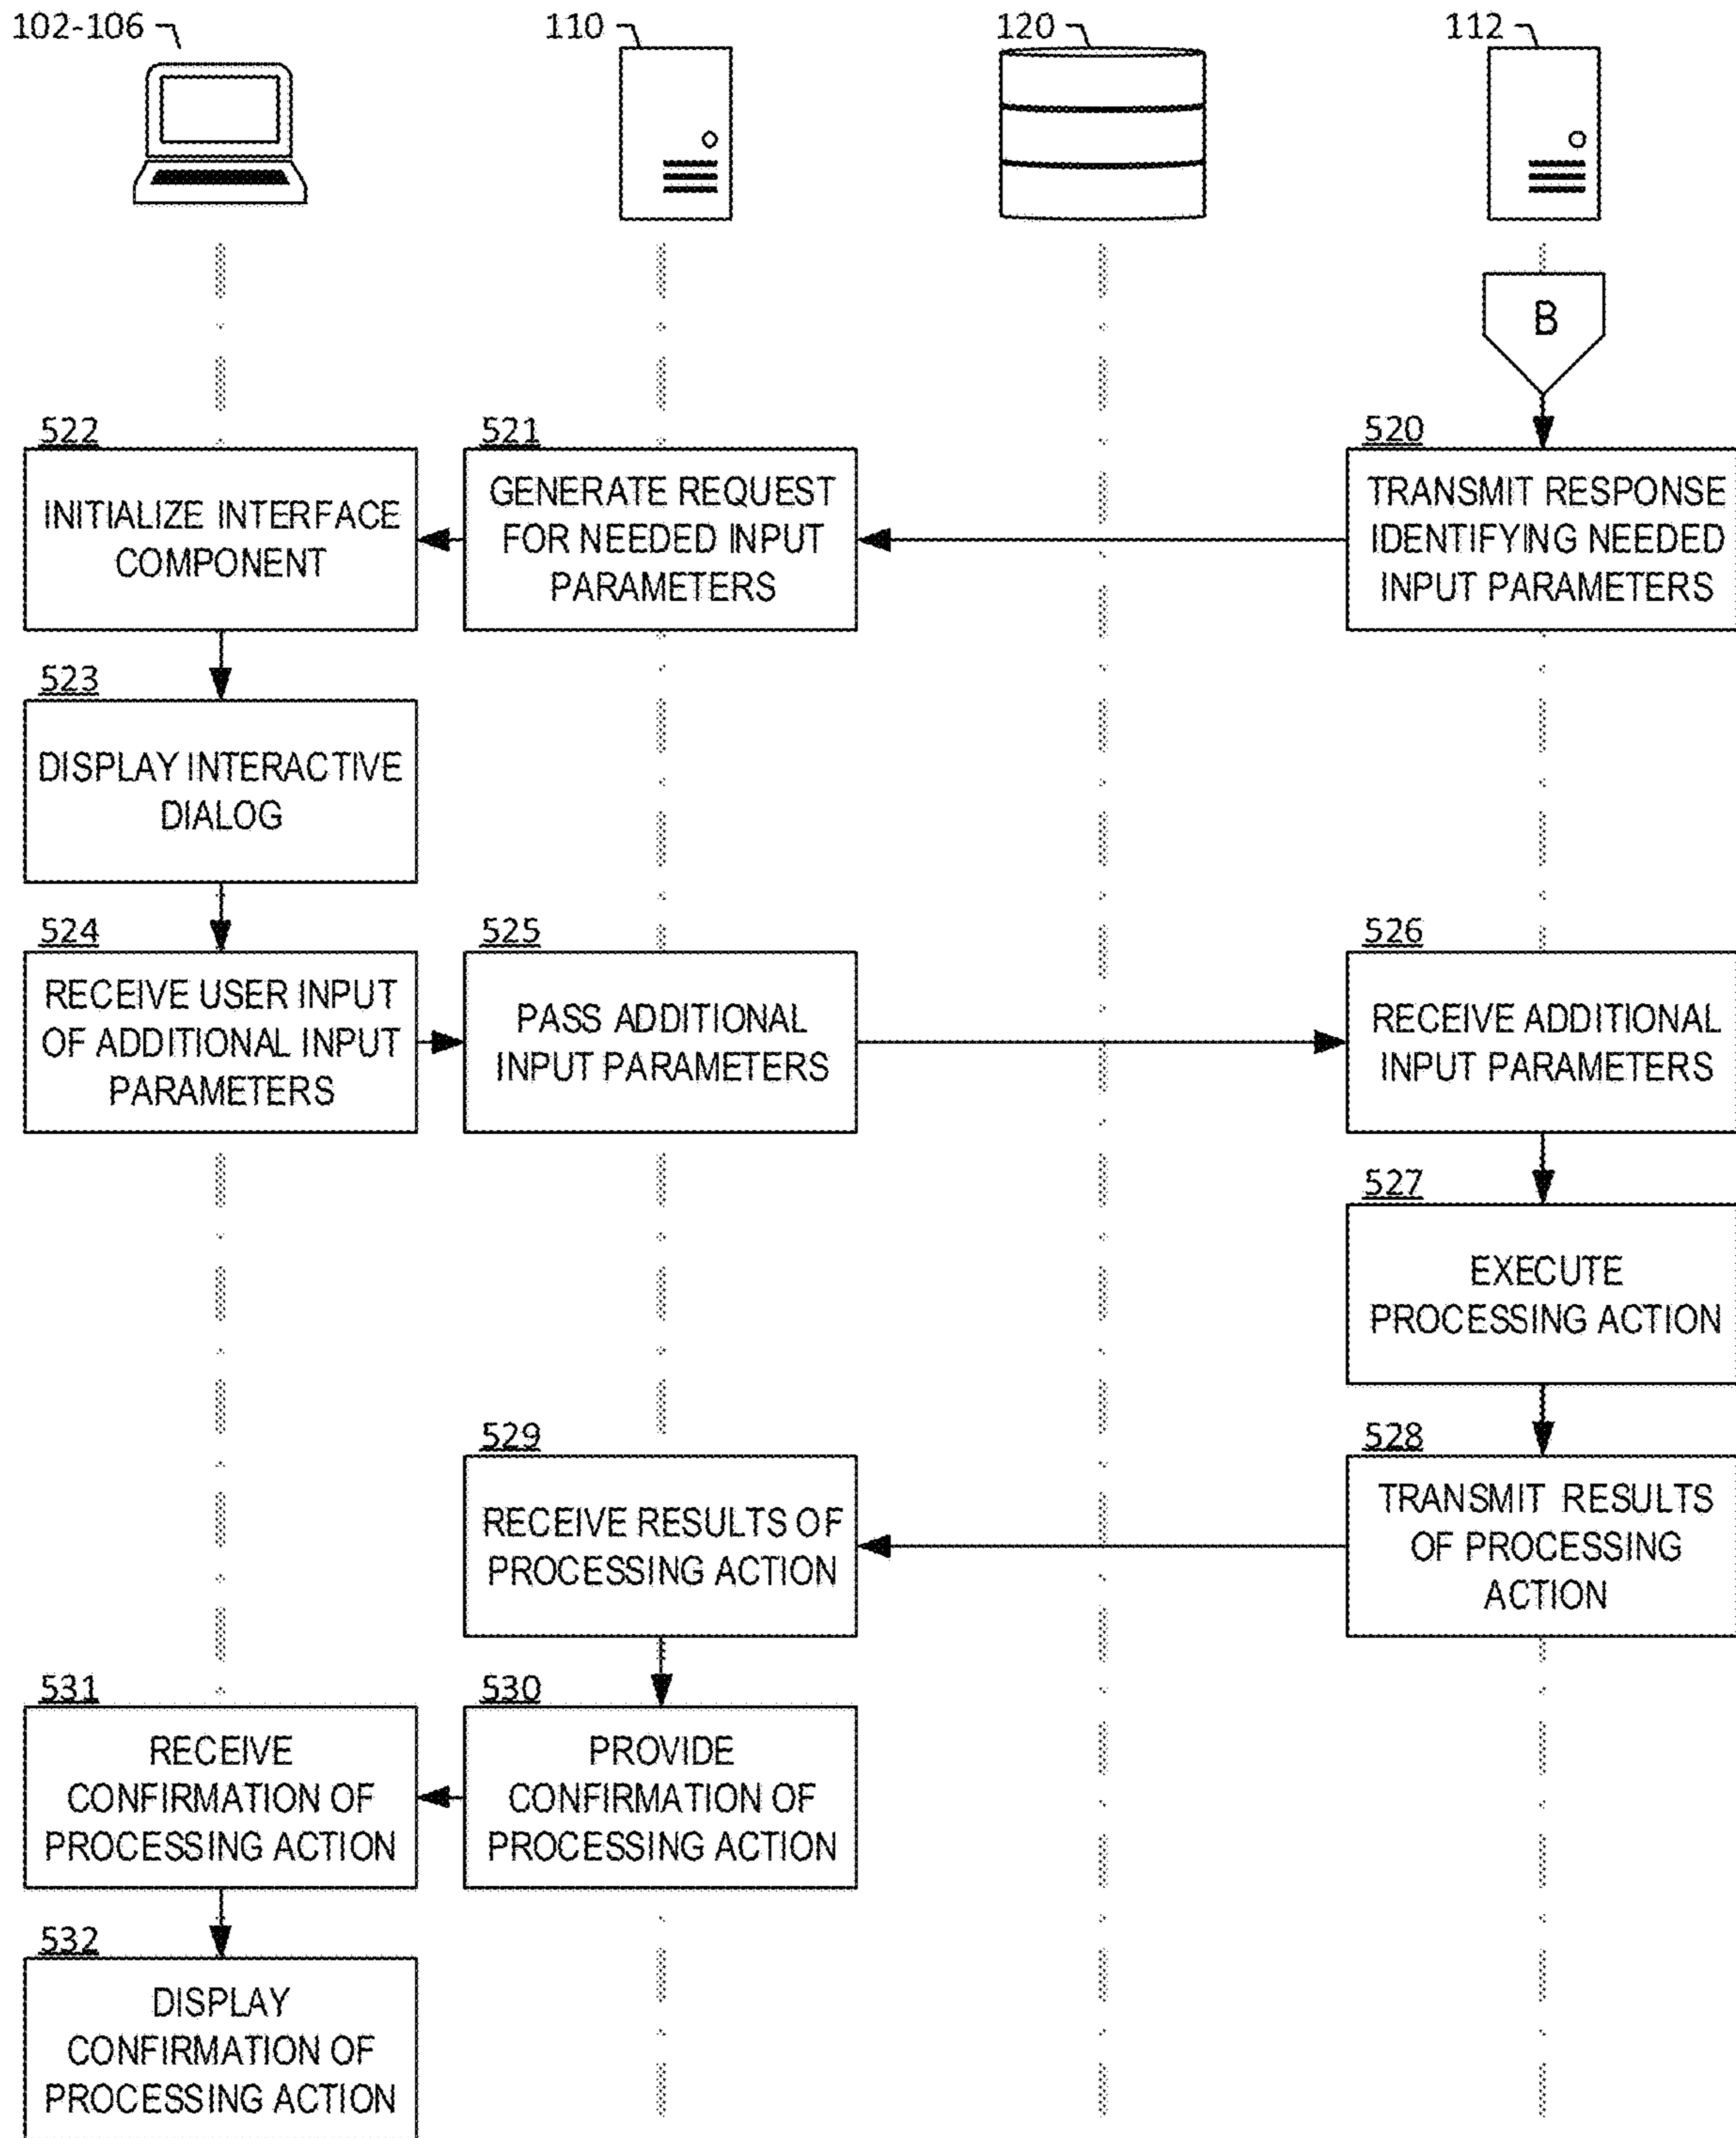 102-106
110
120
112
B
522
INITIALIZE INTERFACE
COMPONENT
521
GENERATE REQUEST
FOR NEEDED INPUT
PARAMETERS
520
TRANSMIT RESPONSE
IDENTIFYING NEEDED
INPUT PARAMETERS
523
DISPLAY INTERACTIVE
DIALOG
524
RECEIVE USER INPUT
OF ADDITIONAL INPUT
PARAMETERS
525
PASS ADDITIONAL
INPUT PARAMETERS
526
RECEIVE ADDITIONAL
INPUT PARAMETERS
527
EXECUTE
PROCESSING ACTION
529
RECEIVE RESULTS OF
PROCESSING ACTION
528
TRANSMIT RESULTS
OF PROCESSING
ACTION
531
RECEIVE
CONFIRMATION OF
PROCESSING ACTION
530
PROVIDE
CONFIRMATION OF
PROCESSING ACTION
532
DISPLAY
CONFIRMATION OF
PROCESSING ACTION